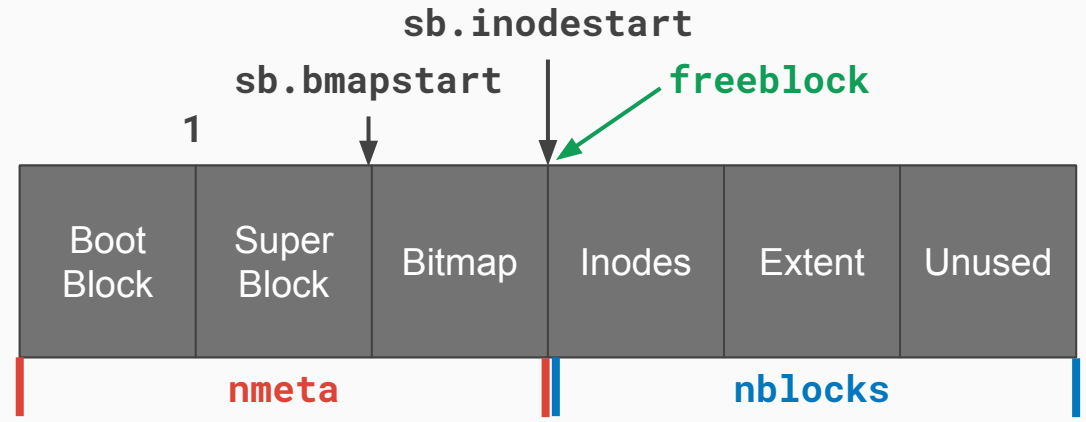 sb.inodestart
sb.bmapstart
freeblock
1
Boot
Block
Super
Block
Bitmap
Inodes
Extent
Unused
nmeta
nblocks